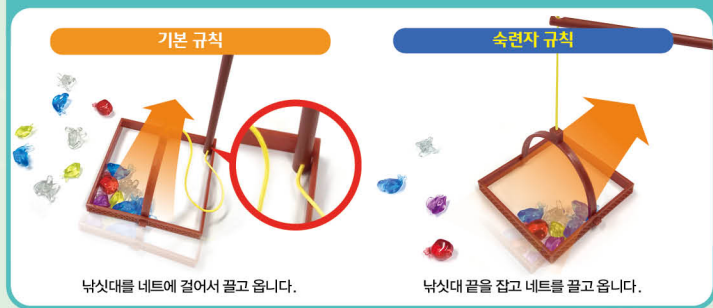 기본 규칙
숙련자 규칙
낚싯대를 네트에 걸어서 끌고 옵니다.
낚싯대 끝을 잡고 네트를 끌고 옵니다.